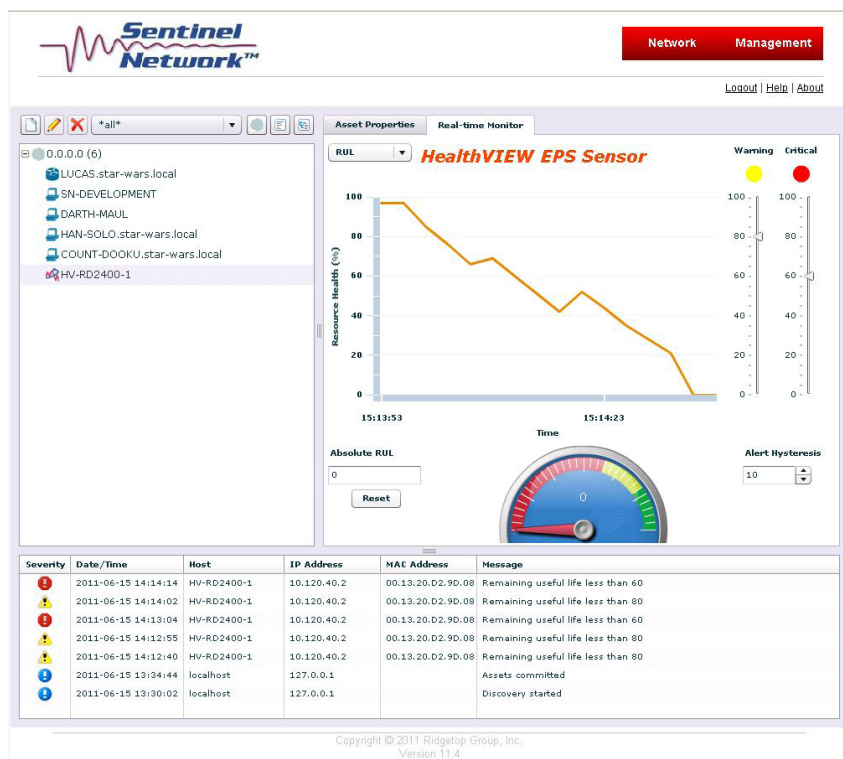 Sentinel
Network™
Network Management
Logout | Help | About
*all*
Asset Properties Real-time Monitor
0.0.0.0 (6)
LUCAS.star-wars.local
SN-DEVELOPMENT
DARTH-MAUL
HAN-SOLO.star-wars.local
COUNT-DOOKU.star-wars.local
HV-RD2400-1
RUL
HealthVIEW EPS Sensor
Warning Critical
Resource Health (%)
100
80
60
40
20
0
15:13:53 15:14:23
Time
100 - 100 -
80 - 80 -
60 - 60 -
40 - 40 -
20 - 20 -
0 - 0 -
Absolute RUL
0
Reset
0
Alert Hysteresis
10
Severity Date/Time Host IP Address MAC Address Message
2011-06-15 14:14:14 HV-RD2400-1 10.120.40.2 00.13.20.D2.9D.08 Remaining useful life less than 60
2011-06-15 14:14:02 HV-RD2400-1 10.120.40.2 00.13.20.D2.9D.08 Remaining useful life less than 80
2011-06-15 14:13:04 HV-RD2400-1 10.120.40.2 00.13.20.D2.9D.08 Remaining useful life less than 60
2011-06-15 14:12:55 HV-RD2400-1 10.120.40.2 00.13.20.D2.9D.08 Remaining useful life less than 80
2011-06-15 14:12:40 HV-RD2400-1 10.120.40.2 00.13.20.D2.9D.08 Remaining useful life less than 80
2011-06-15 13:34:44 localhost 127.0.0.1 Assets committed
2011-06-15 13:30:02 localhost 127.0.0.1 Discovery started
Copyright © 2011 Ridgetop Group, Inc.
Version 11.4